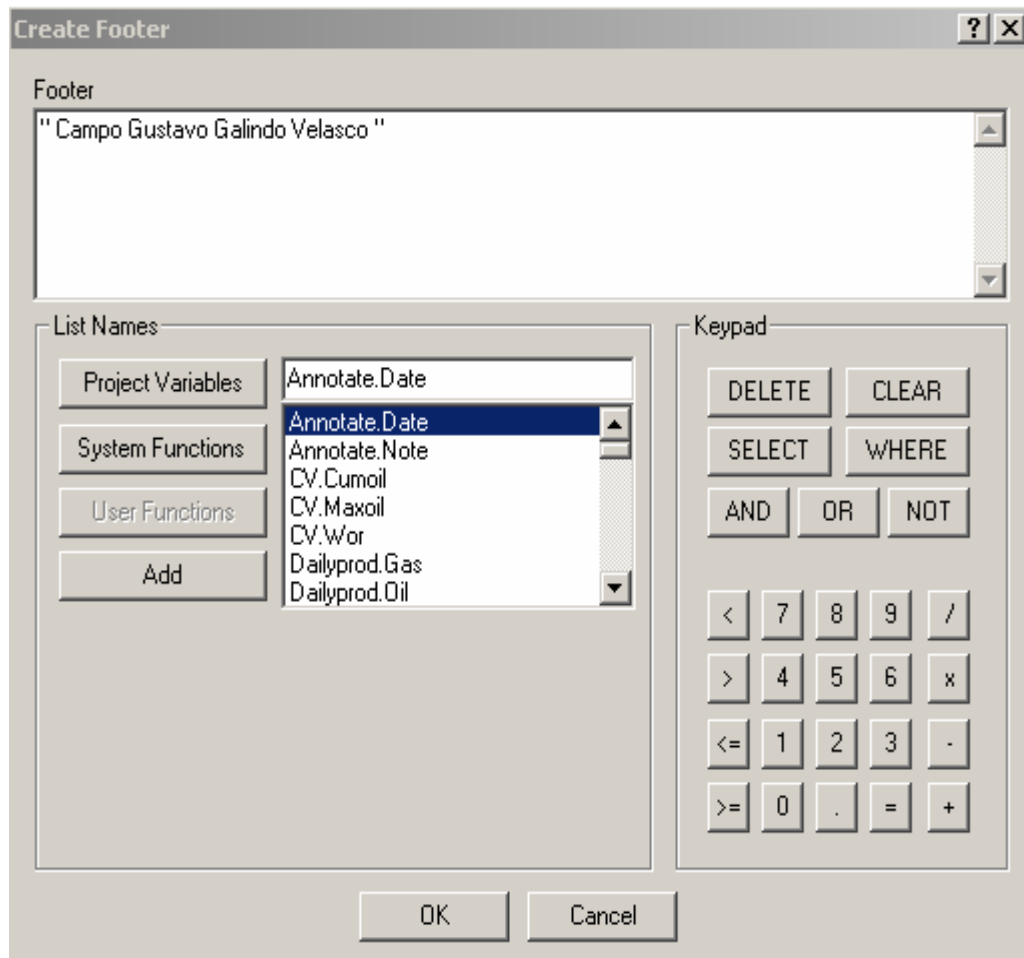 Create Footer
? X
Footer
" Campo Gustavo Galindo Velasco "
List Names
Project Variables
Annotate.Date
Annotate.Date
System Functions
Annotate.Note
CV.Cumoil
User Functions
CV.Maxoil
CV.Wor
Add
Dailyprod.Gas
Dailyprod.Oil
Keypad
DELETE CLEAR
SELECT WHERE
AND OR NOT
< 7 8 9 /
> 4 5 6 x
<= 1 2 3 -
>= 0 . = +
OK Cancel